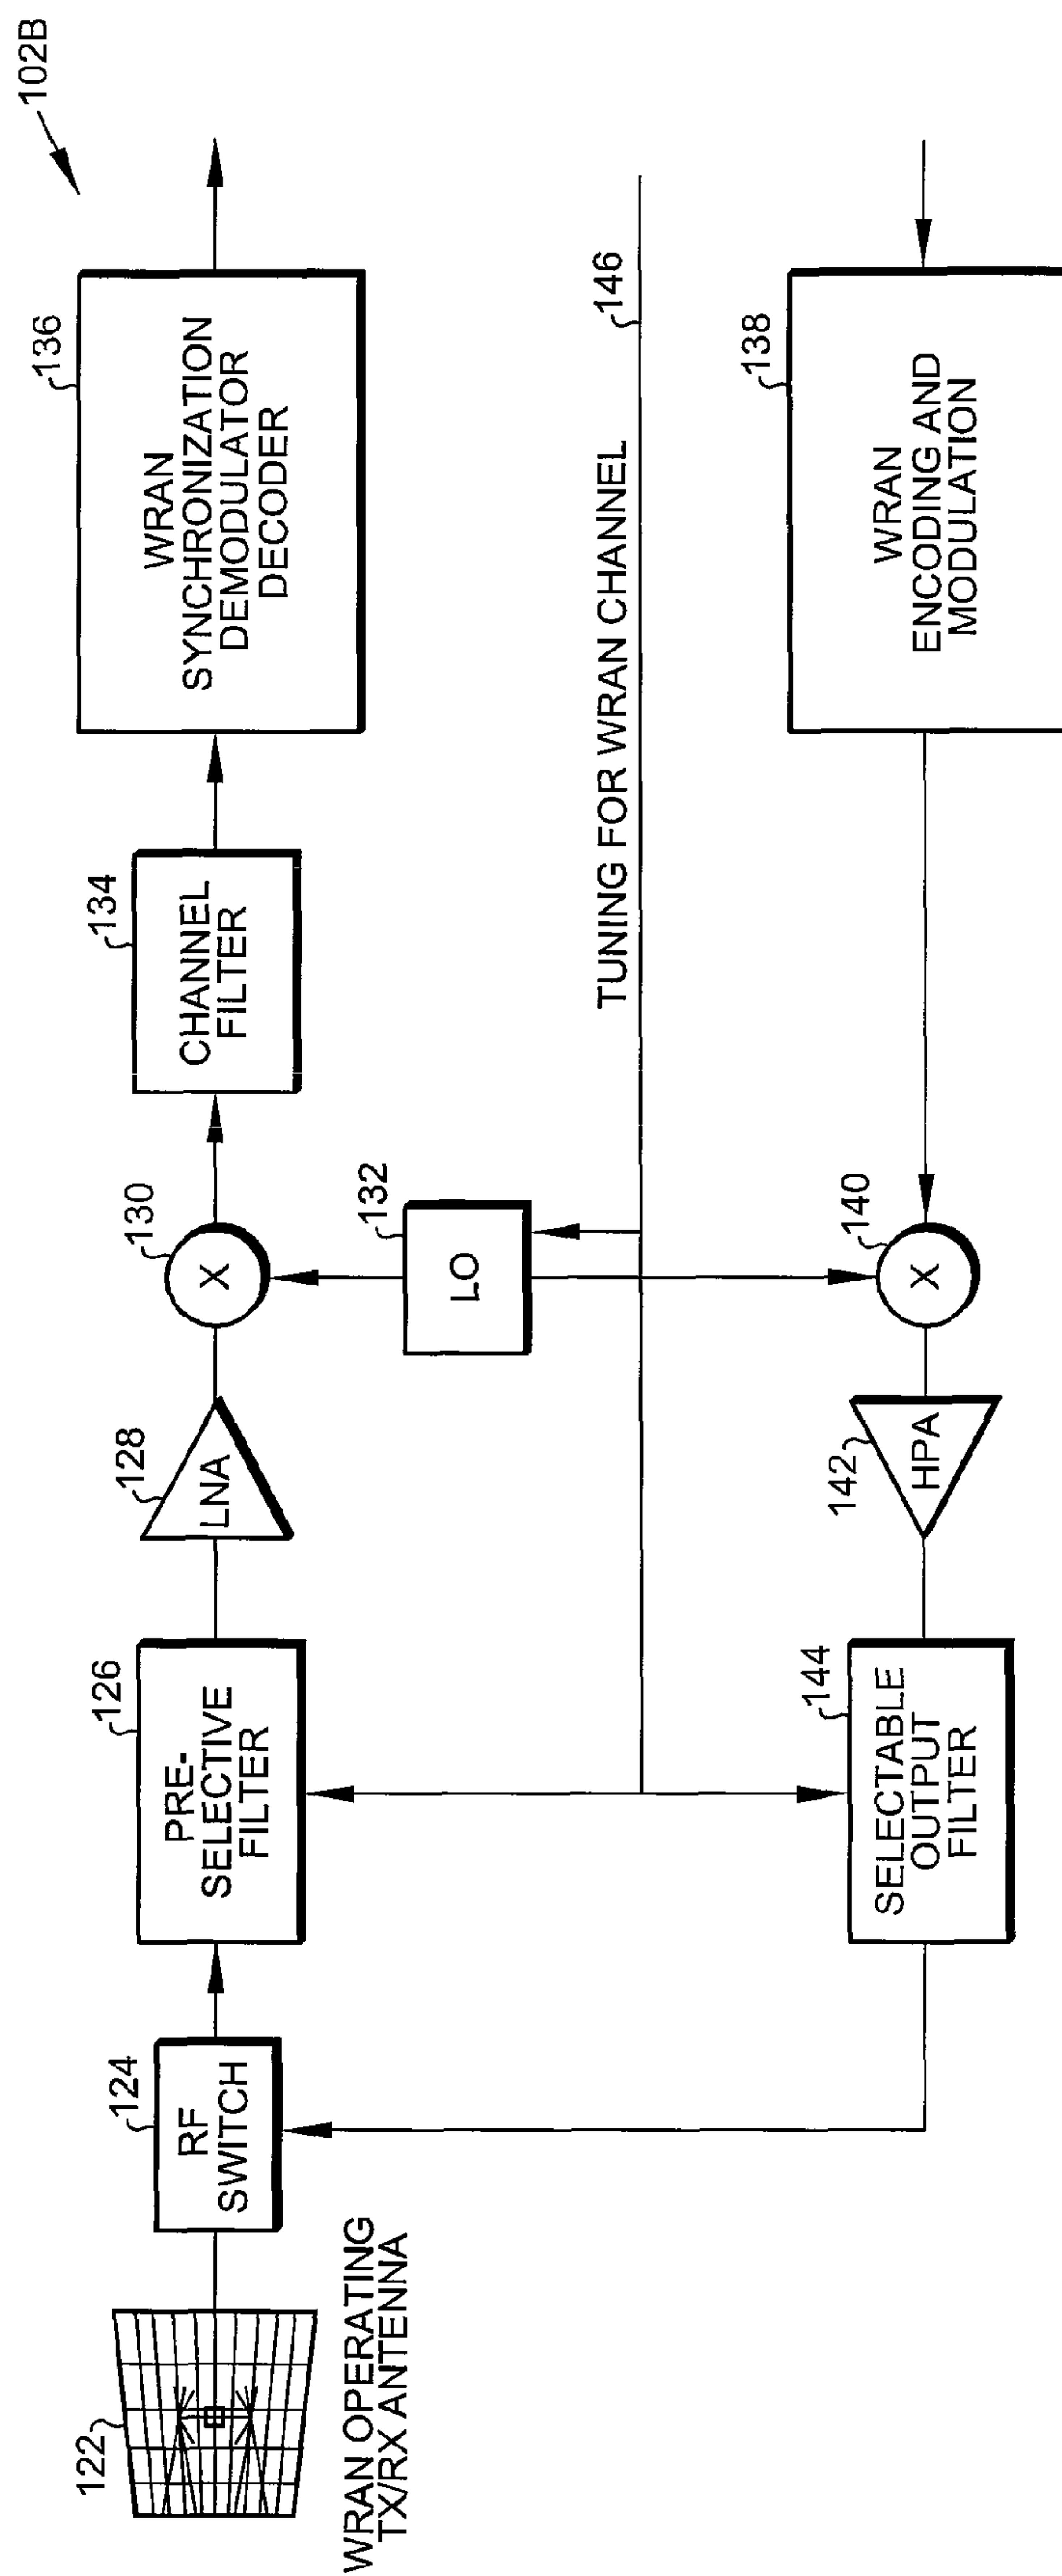 102B
122
WRAN OPERATING
TX/RX ANTENNA
124
RF
SWITCH
126
PRE-
SELECTIVE
FILTER
128
LNA
130
X
132
LO
134
CHANNEL
FILTER
136
WRAN
SYNCHRONIZATION
DEMODULATOR
DECODER
TUNING FOR WRAN CHANNEL
146
144
SELECTABLE
OUTPUT
FILTER
142
HPA
140
X
138
WRAN
ENCODING AND
MODULATION